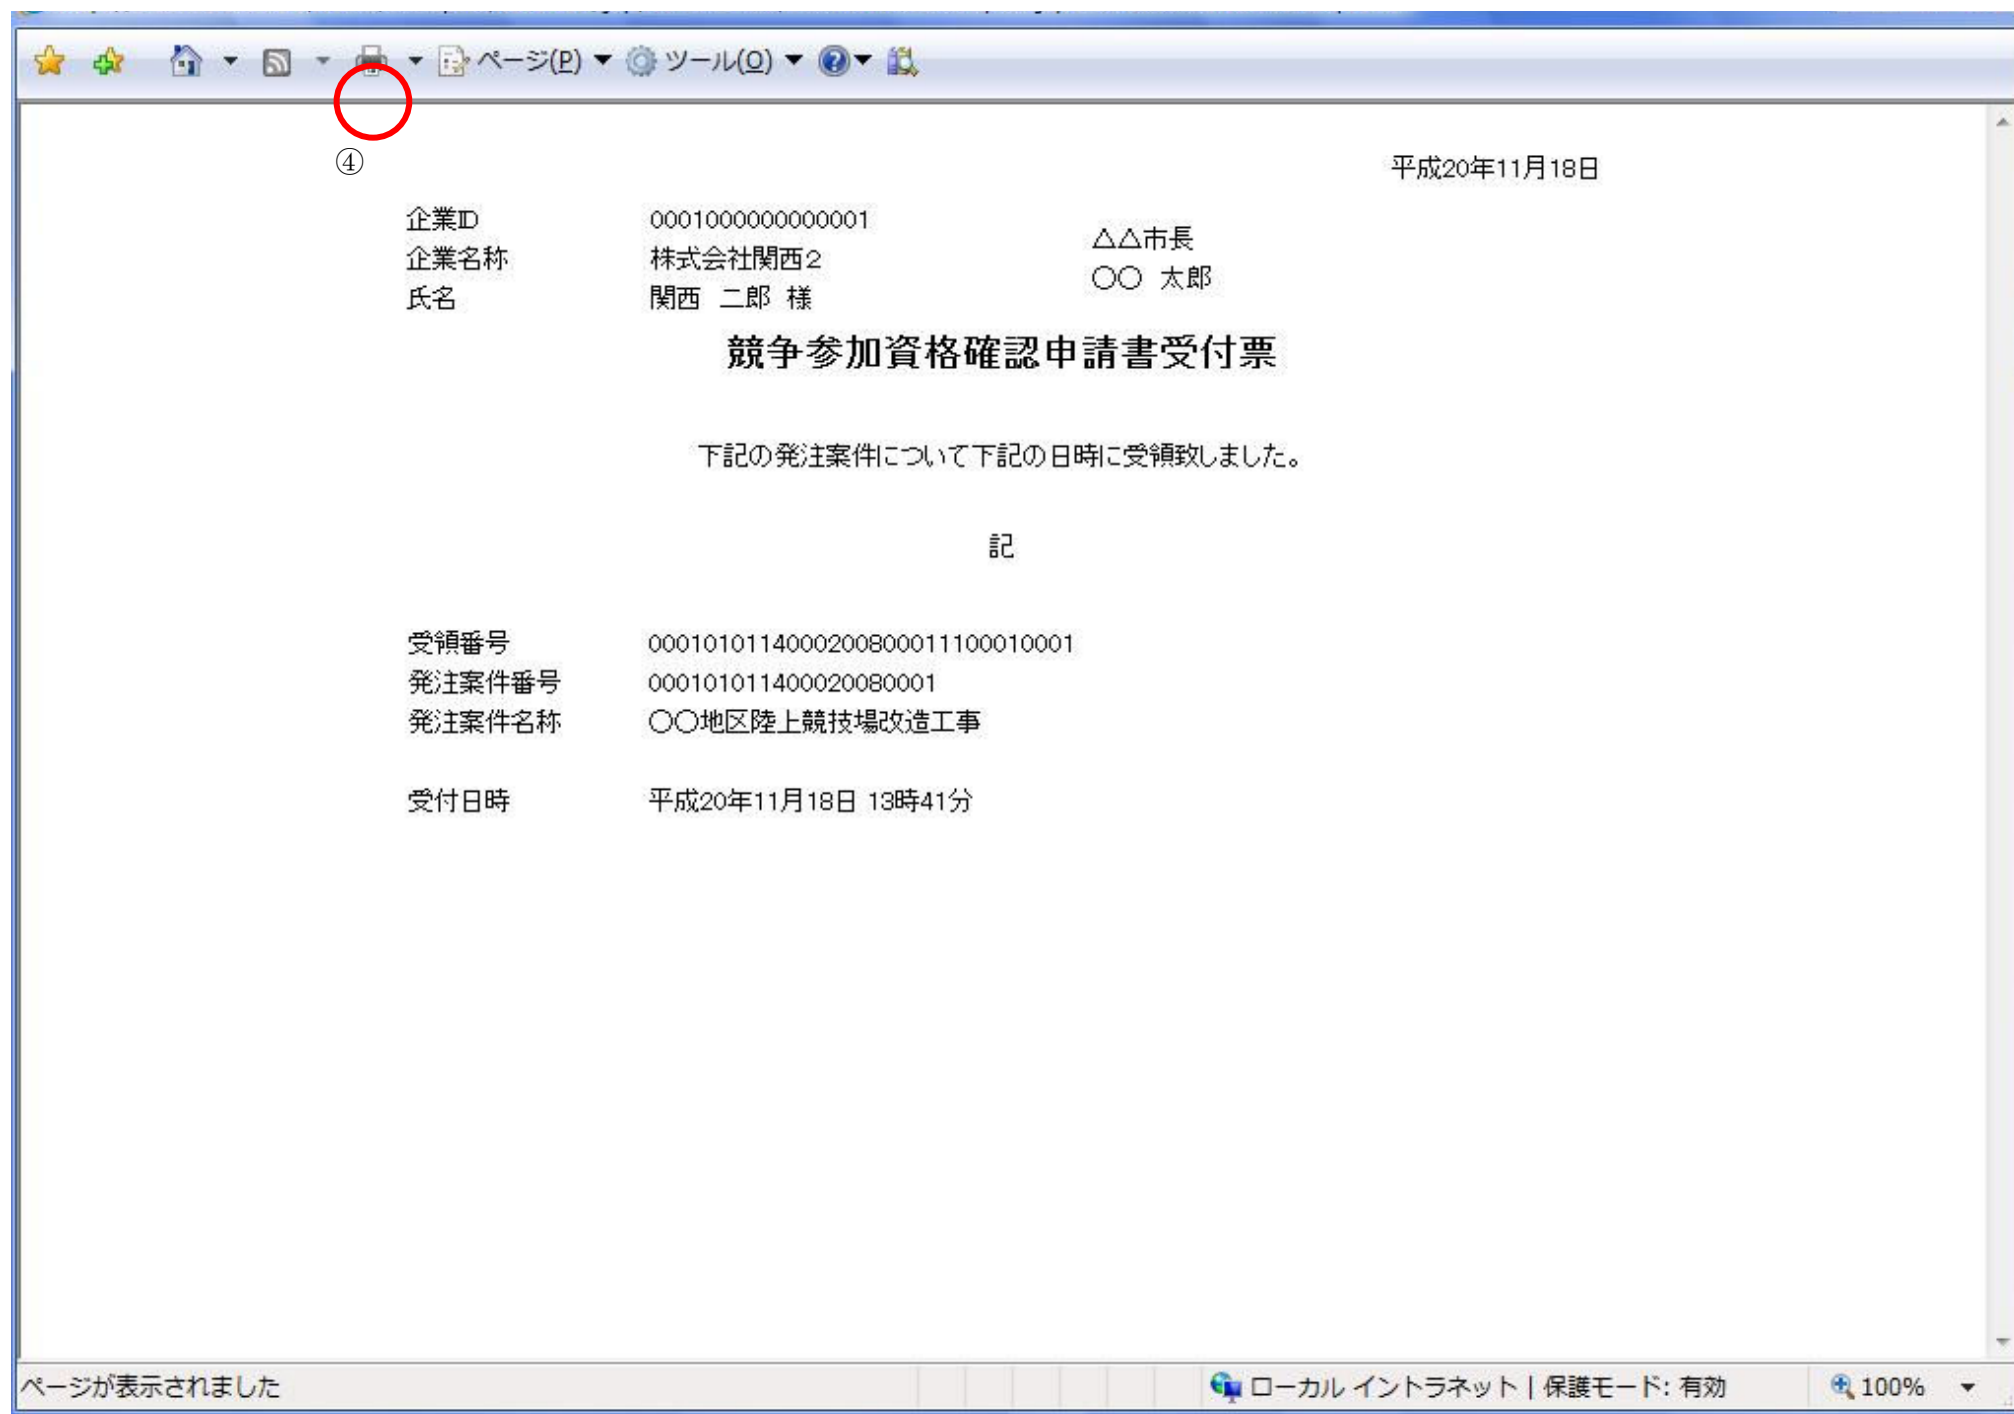 ページ(P) ツール(O)
④
平成20年11月18日
企業ID 0001000000000001
△△市長
企業名称 株式会社関西2
〇〇 太郎
氏名 関西 二郎 様
競争参加資格確認申請書受付票
下記の発注案件について下記の日時に受領致しました。
記
受領番号 0001010114000200800011100010001
発注案件番号 000101011400020080001
発注案件名称 〇〇地区陸上競技場改造工事
受付日時 平成20年11月18日 13時41分
ページが表示されました ローカル イントラネット | 保護モード: 有効 100%